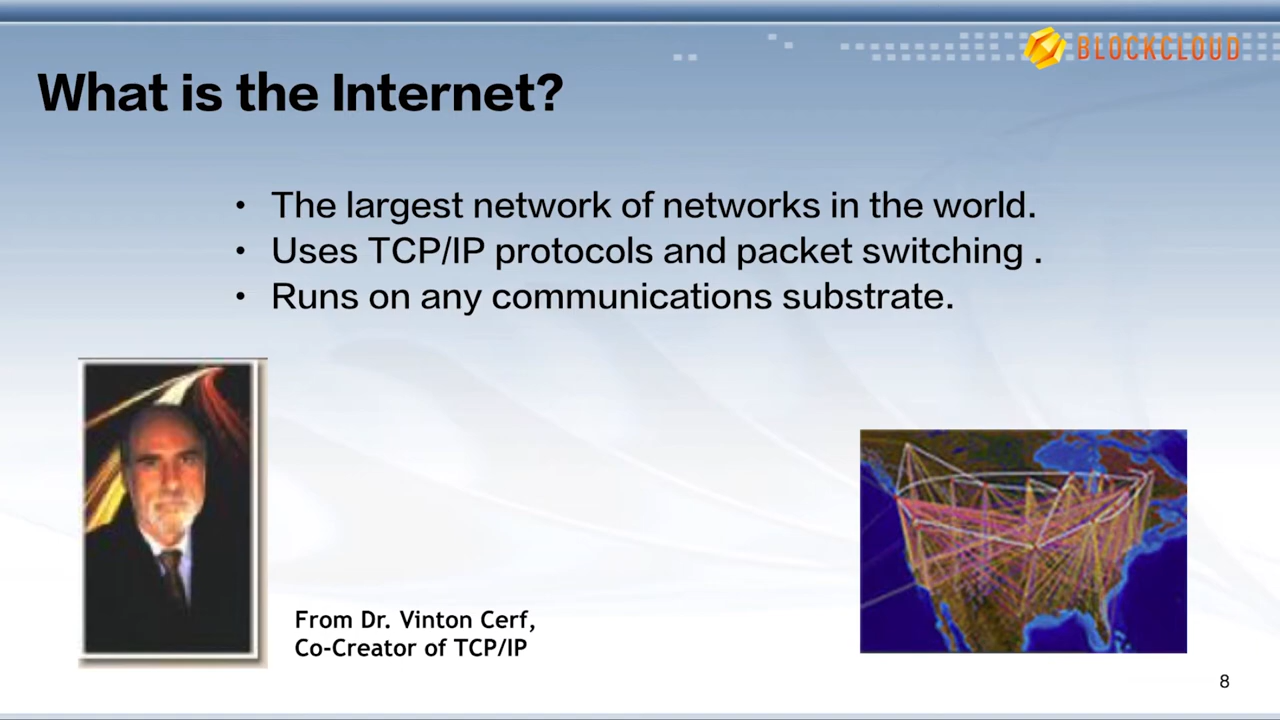 BLOCKCLOUD
What is the Internet?
• The largest network of networks in the world.
• Uses TCP/IP protocols and packet switching .
• Runs on any communications substrate.
From Dr. Vinton Cerf,
Co-Creator of TCP/IP
8